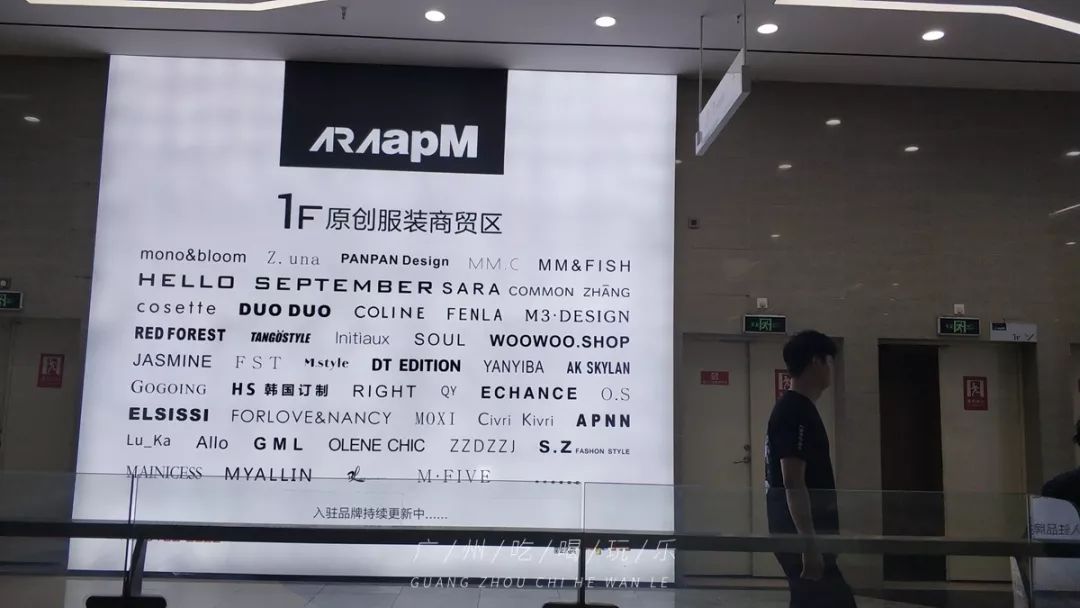 ARAapM
1F 原创服装商贸区
mono&bloom Z. una PANPAN Design MM.C MM&FISH
HELLO SEPTEMBER SARA COMMON ZHĀNG
cosette DUO DUO COLINE FENLA M3·DESIGN
RED FOREST TANGÖSTYLE Initiaux SOUL WOOWOO.SHOP
JASMINE FST M.style DT EDITION YANYIBA AK SKYLAN
GOGOING HS 韩国订制 RIGHT QY ECHANCE O.S
ELSISSI FORLOVE&NANCY MOXI Civri Kivri APNN
Lu_Ka Allo GML OLENE CHIC ZZDZZJ S.Z FASHION STYLE
MAINICESS MYALLIN M·FIVE ......
入驻品牌持续更新中......
广/州/吃/喝/玩/乐
GUANG ZHOU CHI HE WAN LE